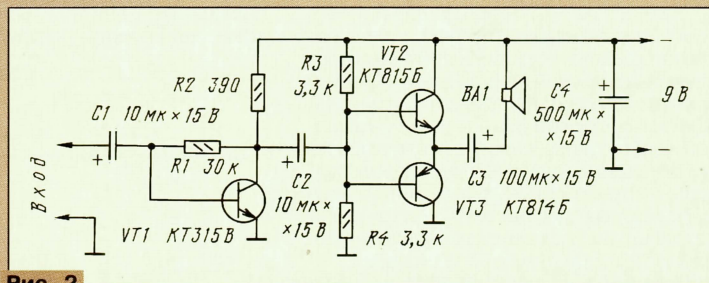 R3
3,3 к
VT2
КТ815Б
R2 390
C1 10 мк × 15 В
+
R1 30 к
Вход
VT1 КТ315В
+
C2
10 мк ×
× 15 В
R4 3,3 к
BA1
+
C3 100 мк × 15 В
VT3 КТ814Б
C4
500 мк ×
× 15 В
+
–
9 В
–
Рис. 2